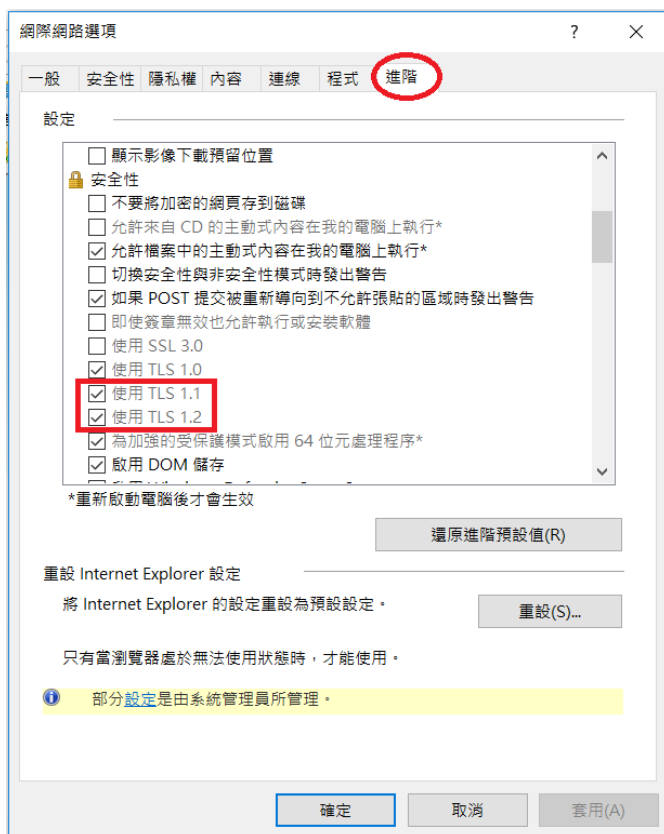 網際網路選項 ? ×
一般 安全性 隱私權 內容 連線 程式 進階
設定
顯示影像下載預留位置
安全性
不要將加密的網頁存到磁碟
允許來自 CD 的主動式內容在我的電腦上執行*
允許檔案中的主動式內容在我的電腦上執行*
切換安全性與非安全性模式時發出警告
如果 POST 提交被重新導向到不允許張貼的區域時發出警告
即使簽章無效也允許執行或安裝軟體
使用 SSL 3.0
使用 TLS 1.0
使用 TLS 1.1
使用 TLS 1.2
為加強的受保護模式啟用 64 位元處理程序*
啟用 DOM 儲存
*重新啟動電腦後才會生效
還原進階預設值(R)
重設 Internet Explorer 設定
將 Internet Explorer 的設定重設為預設設定。
重設(S)...
只有當瀏覽器處於無法使用狀態時，才能使用。
部分設定是由系統管理員所管理。
確定 取消 套用(A)